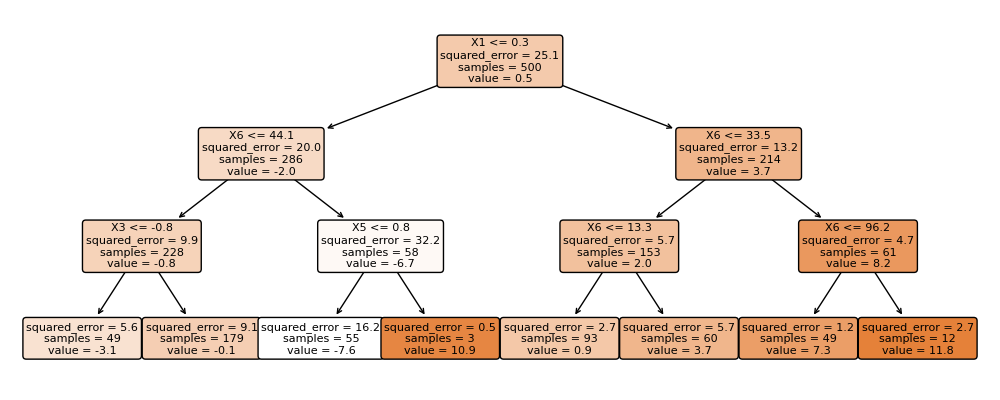 X1 <= 0.3
squared_error = 25.1
samples = 500
value = 0.5
X6 <= 44.1
squared_error = 20.0
samples = 286
value = -2.0
X6 <= 33.5
squared_error = 13.2
samples = 214
value = 3.7
X3 <= -0.8
squared_error = 9.9
samples = 228
value = -0.8
X5 <= 0.8
squared_error = 32.2
samples = 58
value = -6.7
X6 <= 13.3
squared_error = 5.7
samples = 153
value = 2.0
X6 <= 96.2
squared_error = 4.7
samples = 61
value = 8.2
squared_error = 5.6
samples = 49
value = -3.1
squared_error = 9.1
samples = 179
value = -0.1
squared_error = 16.2
samples = 55
value = -7.6
squared_error = 0.5
samples = 3
value = 10.9
squared_error = 2.7
samples = 93
value = 0.9
squared_error = 5.7
samples = 60
value = 3.7
squared_error = 1.2
samples = 49
value = 7.3
squared_error = 2.7
samples = 12
value = 11.8